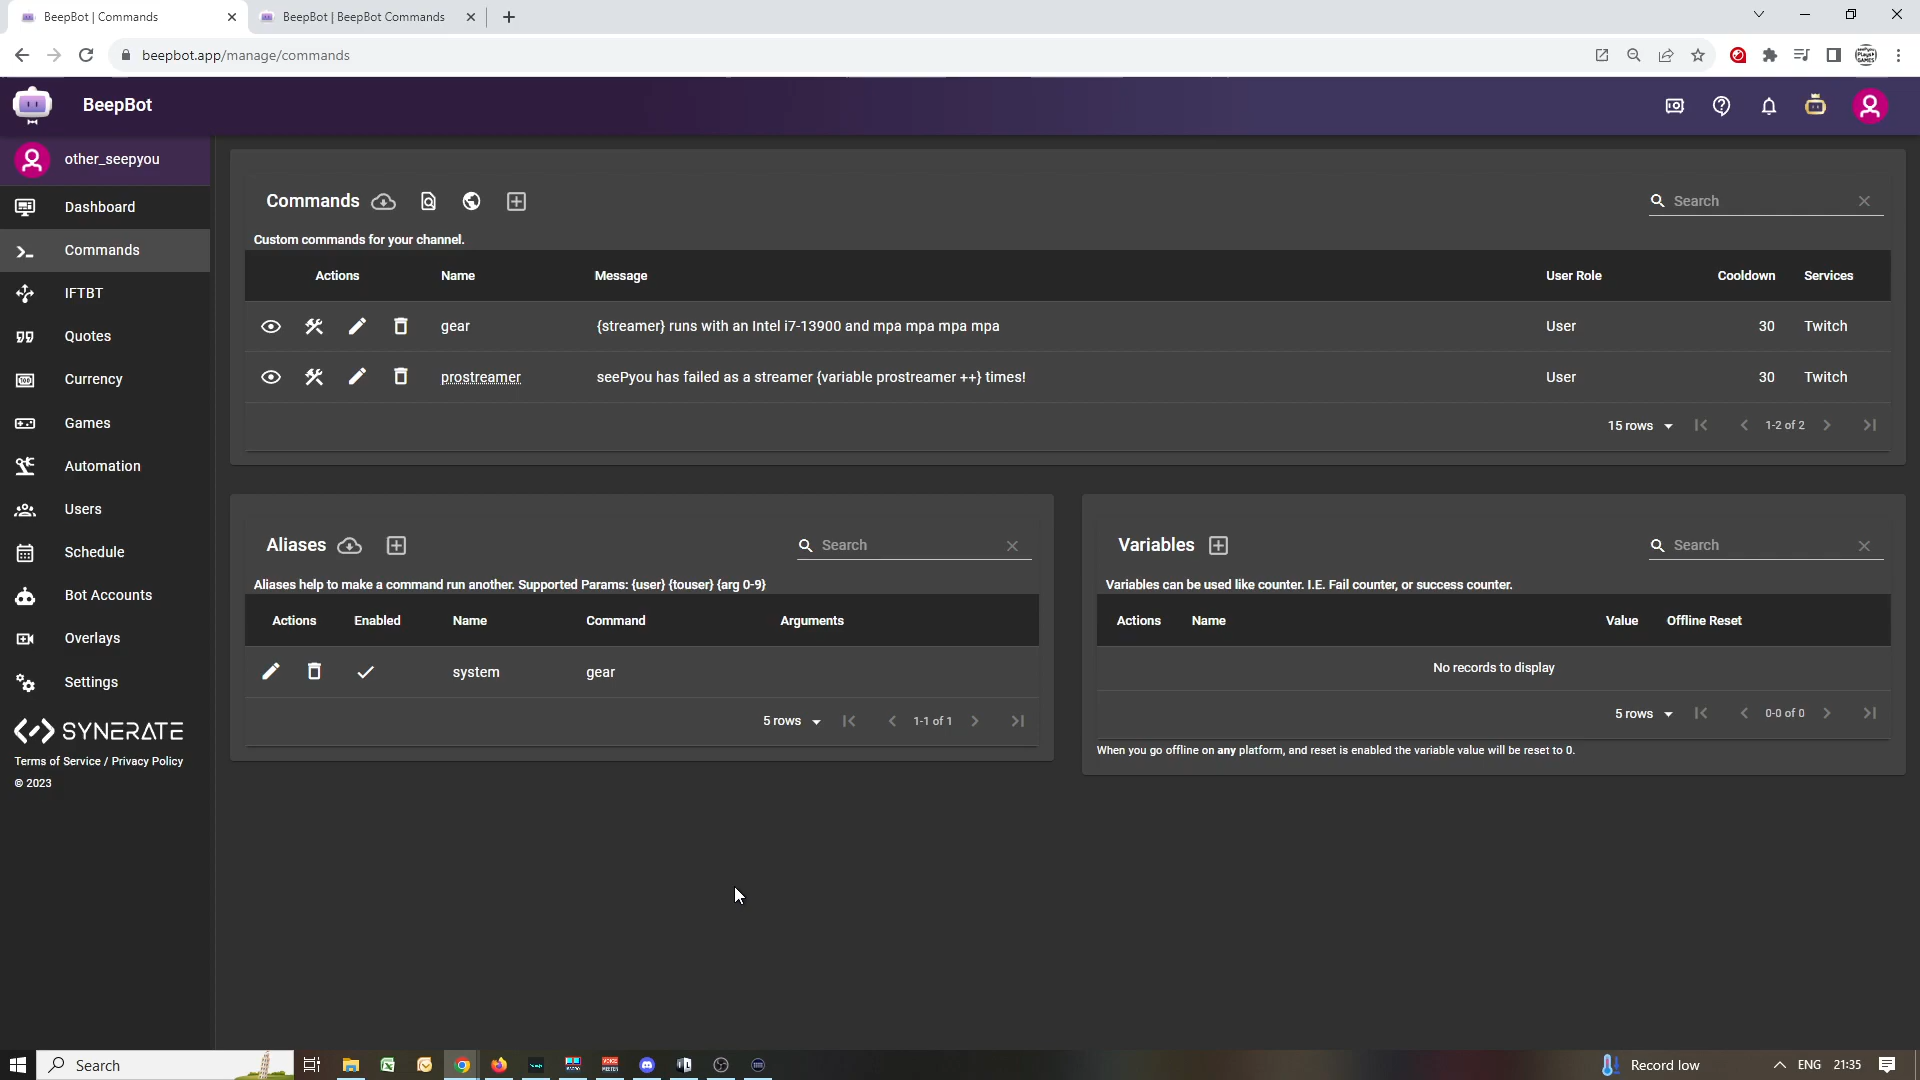 BeepBot | Commands
BeepBot | BeepBot Commands
beepbot.app/manage/commands
BeepBot
other_seepyou
Dashboard
Commands
IFTBT
Quotes
Currency
Games
Automation
Users
Schedule
Bot Accounts
Overlays
Settings
SYNERATE
Terms of Service / Privacy Policy
© 2023
Commands
Search
Custom commands for your channel.
Actions Name Message User Role Cooldown Services
gear {streamer} runs with an Intel i7-13900 and mpa mpa mpa mpa User 30 Twitch
prostreamer seePyou has failed as a streamer {variable prostreamer ++} times! User 30 Twitch
15 rows 1-2 of 2
Aliases
Search
Aliases help to make a command run another. Supported Params: {user} {touser} {arg 0-9}
Actions Enabled Name Command Arguments
system gear
5 rows 1-1 of 1
Variables
Search
Variables can be used like counter. I.E. Fail counter, or success counter.
Actions Name Value Offline Reset
No records to display
5 rows 0-0 of 0
When you go offline on any platform, and reset is enabled the variable value will be reset to 0.
Search
Record low
ENG
21:35